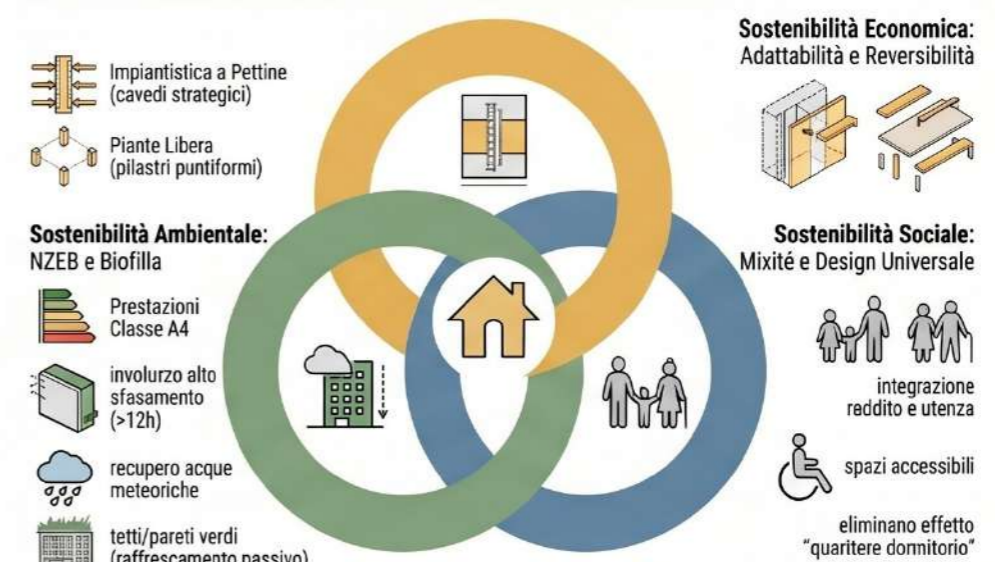 Impiantistica a Pettine
(cavedi strategici)
Piante Libera
(pilastri puntiformi)
Sostenibilità Ambientale:
NZEB e Biofilla
Prestazioni
Classe A4
involurzo alto
sfasamento
(>12h)
recupero acque
meteoriche
tetti/pareti verdi
(raffrescamento passivo)
Sostenibilità Economica:
Adattabilità e Reversibilità
Sostenibilità Sociale:
Mixité e Design Universale
integrazione
reddito e utenza
spazi accessibili
eliminano effetto
"quaritere dormitorio"